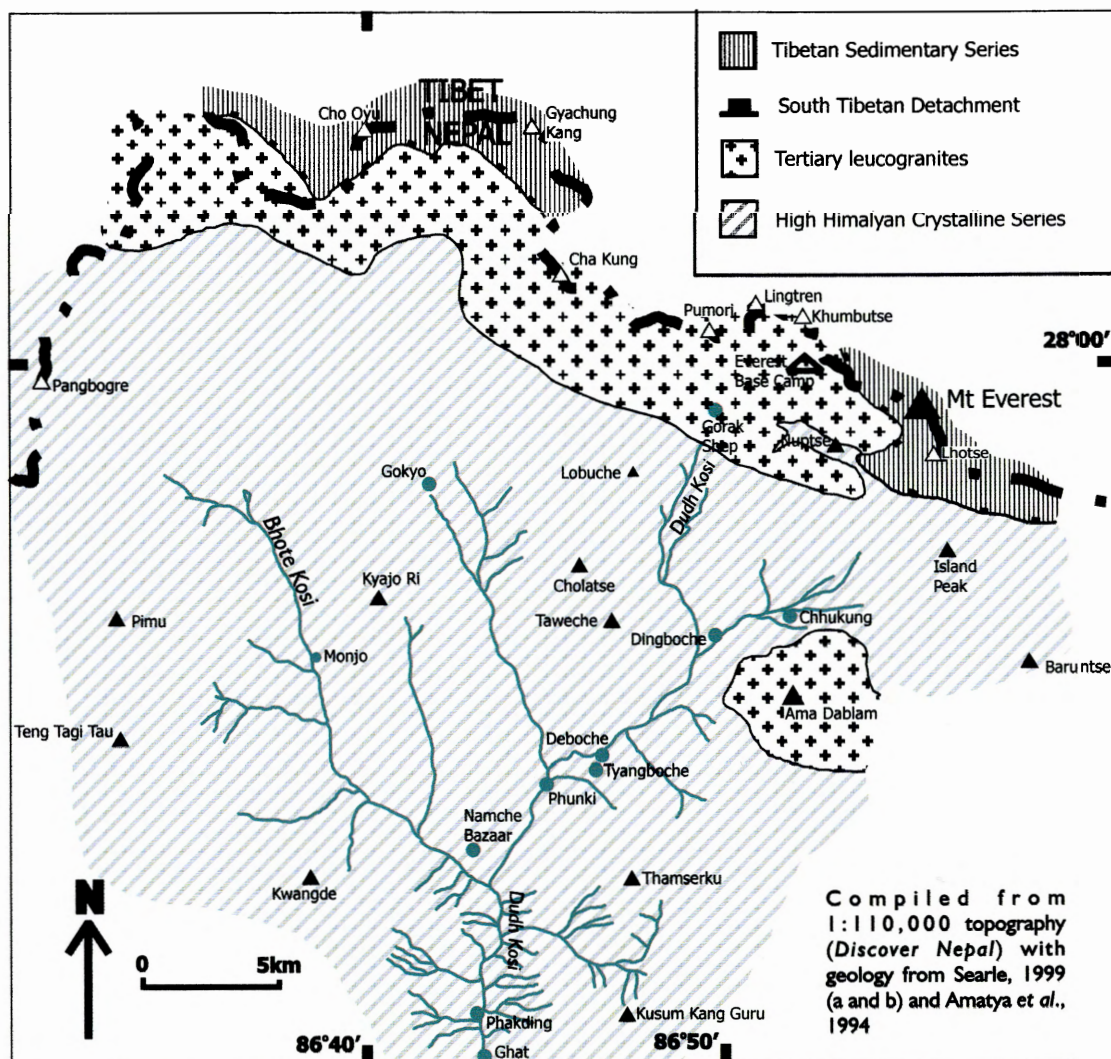 Tibetan Sedimentary Series
South Tibetan Detachment
Tertiary leucogranites
High Himalyan Crystalline Series
TIBET
NEPAL
Cho Oyu
Gyachung
Kang
Cha Kung
Lingtren
Khumbutse
Pumori
28°00'
Everest
Base Camp
Pangbogre
Mt Everest
Gorak
Shep
Nuptse
Lhotse
Gokyo
Lobuche
Dudh Kosi
Bhote Kosi
Island
Peak
Cholatse
Kyajo Ri
Pimu
Taweche
Chhukung
Dingboche
Monjo
Baruntse
Ama Dablam
Teng Tagi Tau
Deboche
Tyangboche
Phunki
Namche
Bazaar
Kwangde
Thamserku
Dudh Kosi
N
0 5km
Compiled from
1:110,000 topography
(Discover Nepal) with
geology from Searle, 1999
(a and b) and Amatya et al.,
1994
Phakding
Kusum Kang Guru
Ghat
86°40'
86°50'